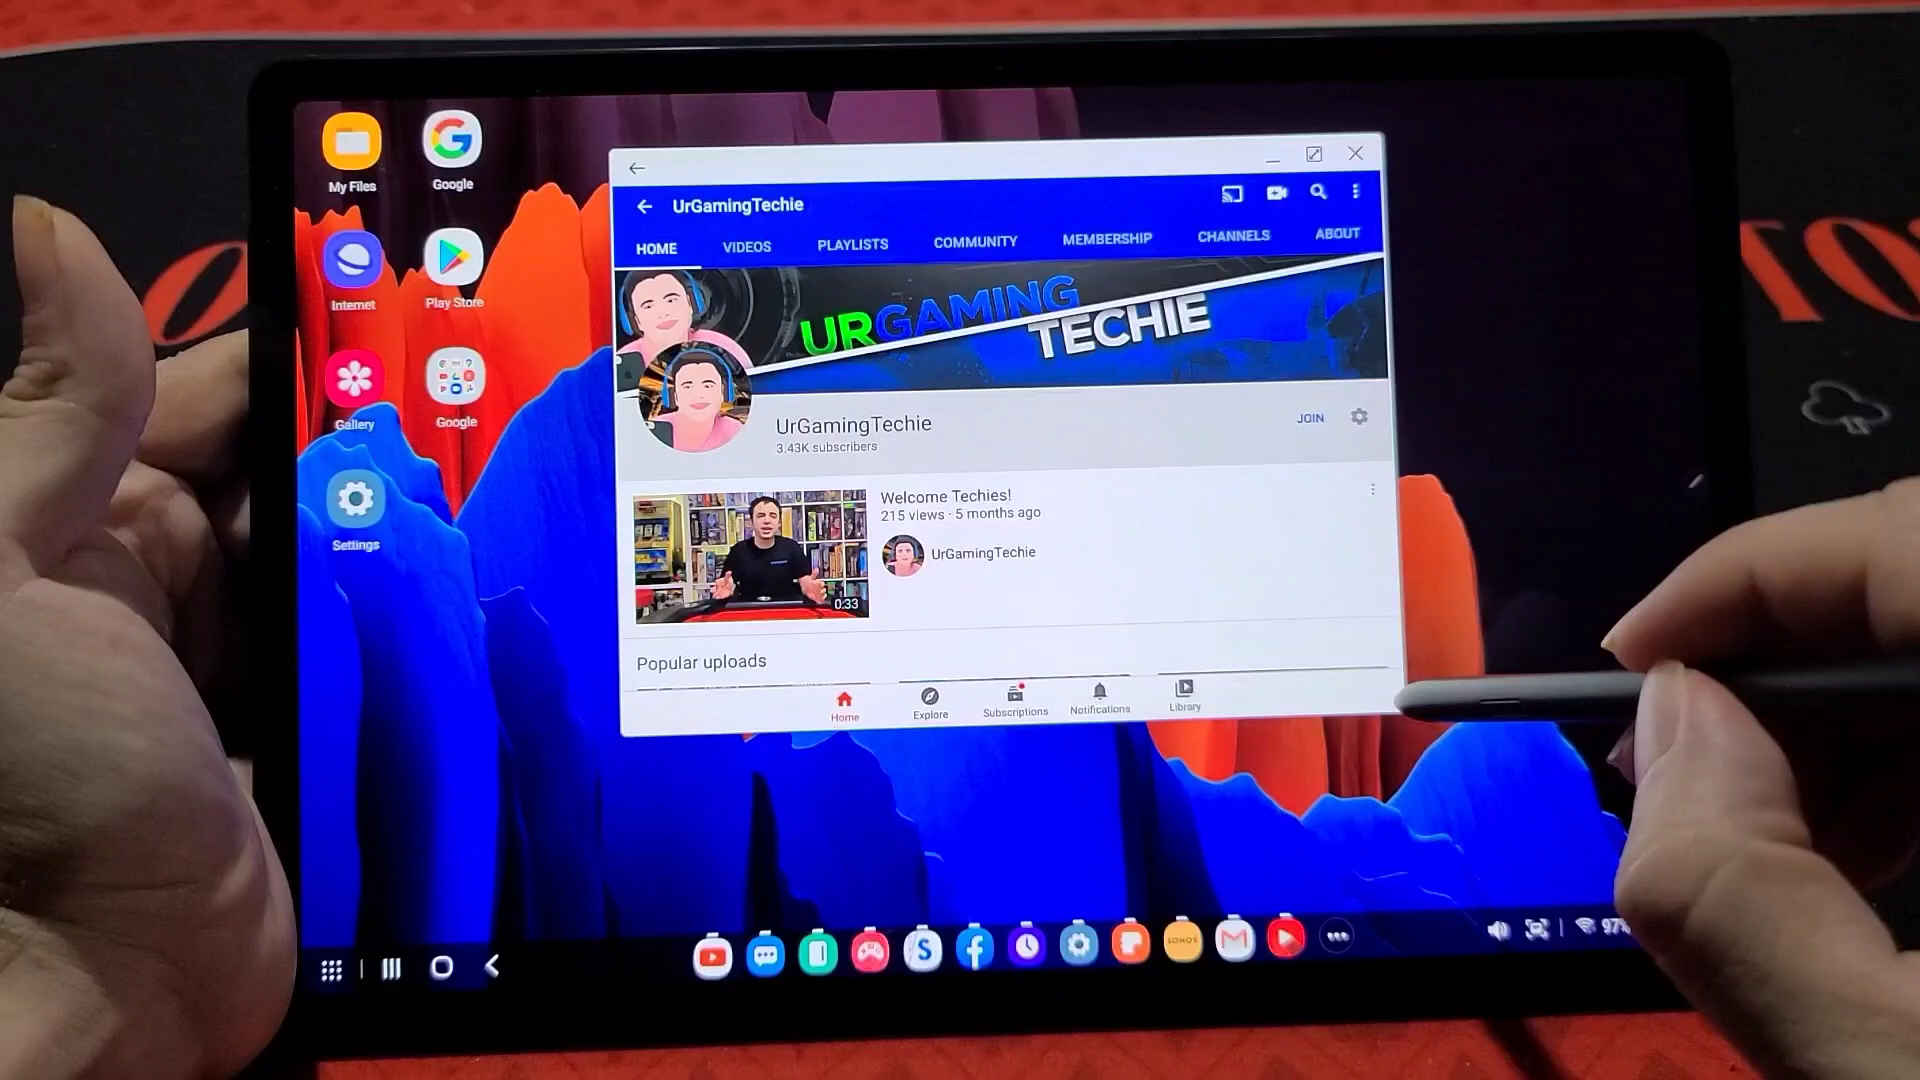 My Files
Google
Internet
Play Store
Gallery
Google
Settings
UrGamingTechie
HOME
VIDEOS
PLAYLISTS
COMMUNITY
MEMBERSHIP
CHANNELS
ABOUT
URGAMING
TECHIE
UrGamingTechie
3.43K subscribers
JOIN
Welcome Techies!
215 views · 5 months ago
UrGamingTechie
0:33
Popular uploads
Home
Explore
Subscriptions
Notifications
Library
SONOS
97%